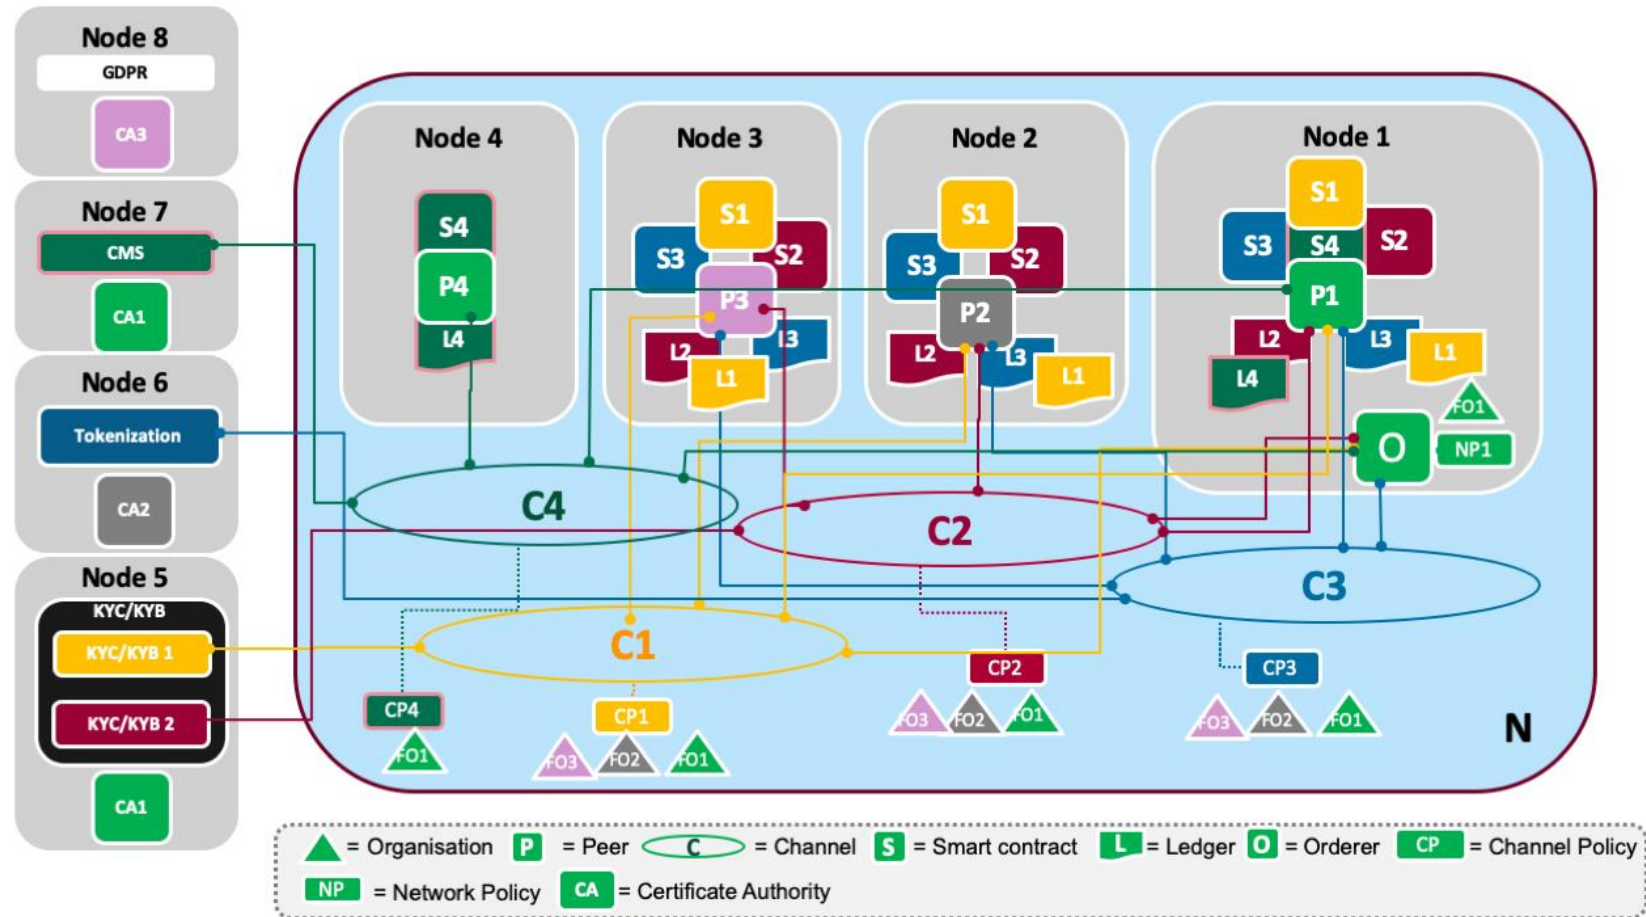 Node 8
GDPR
CA3
Node 7
CMS
CA1
Node 6
Tokenization
CA2
Node 5
KYC/KYB
KYC/KYB 1
KYC/KYB 2
CA1
Node 4
S4
P4
L4
Node 3
S1
S3
S2
P3
L2
L3
L1
Node 2
S1
S3
S2
P2
L2
L3
L1
Node 1
S1
S3
S4
S2
P1
L2
L3
L1
L4
FO1
O
NP1
C4
C2
C3
C1
CP4
FO1
CP1
FO3
FO2
FO1
CP2
FO3
FO2
FO1
CP3
FO3
FO2
FO1
N
= Organisation
P = Peer
C = Channel
S = Smart contract
L = Ledger
O = Orderer
CP = Channel Policy
NP = Network Policy
CA = Certificate Authority